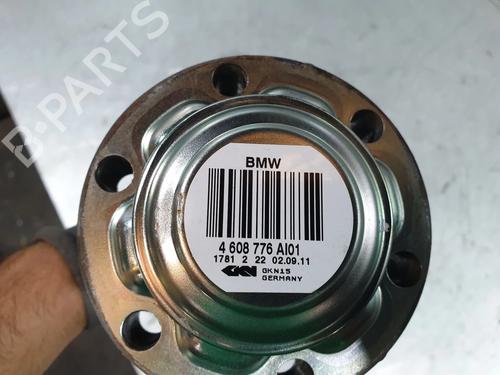 B-PARTS
BMW
4 608 776 AI01
1781 2 22 02.09.11
GKN GKN15
GERMANY